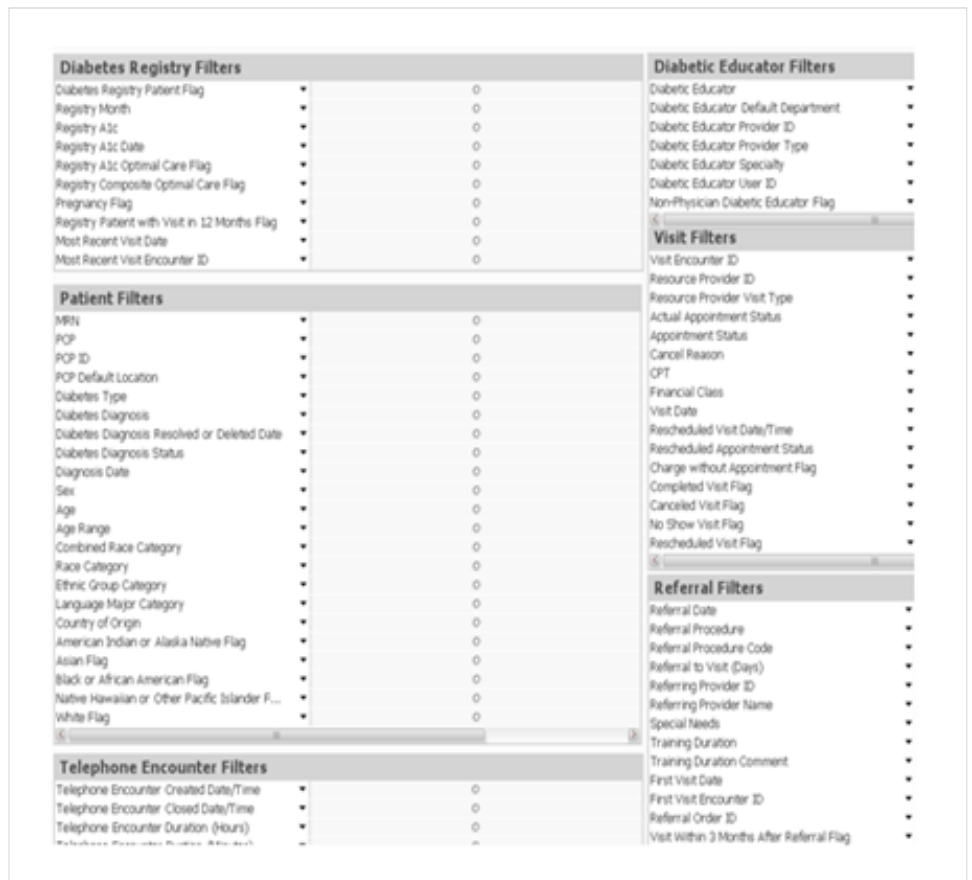 Diabetes Registry Filters
Diabetes Registry Patient Flag
Registry Month
Registry A1c
Registry A1c Date
Registry A1c Optimal Care Flag
Registry Composite Optimal Care Flag
Pregnancy Flag
Registry Patient with Visit in 12 Months Flag
Most Recent Visit Date
Most Recent Visit Encounter ID
Patient Filters
MRN
PCP
PCP ID
PCP Default Location
Diabetes Type
Diabetes Diagnosis
Diabetes Diagnosis Resolved or Deleted Date
Diabetes Diagnosis Status
Diagnosis Date
Sex
Age
Age Range
Combined Race Category
Race Category
Ethnic Group Category
Language Major Category
Country of Origin
American Indian or Alaska Native Flag
Asian Flag
Black or African American Flag
Native Hawaiian or Other Pacific Islander F...
White Flag
Telephone Encounter Filters
Telephone Encounter Created Date/Time
Telephone Encounter Closed Date/Time
Telephone Encounter Duration (Hours)
Diabetic Educator Filters
Diabetic Educator
Diabetic Educator Default Department
Diabetic Educator Provider ID
Diabetic Educator Provider Type
Diabetic Educator Specialty
Diabetic Educator User ID
Non-Physician Diabetic Educator Flag
Visit Filters
Visit Encounter ID
Resource Provider ID
Resource Provider Visit Type
Actual Appointment Status
Appointment Status
Cancel Reason
CPT
Financial Class
Visit Date
Rescheduled Visit Date/Time
Rescheduled Appointment Status
Charge without Appointment Flag
Completed Visit Flag
Canceled Visit Flag
No Show Visit Flag
Rescheduled Visit Flag
Referral Filters
Referral Date
Referral Procedure
Referral Procedure Code
Referral to Visit (Days)
Referring Provider ID
Referring Provider Name
Special Needs
Training Duration
Training Duration Comment
First Visit Date
First Visit Encounter ID
Referral Order ID
Visit Within 3 Months After Referral Flag